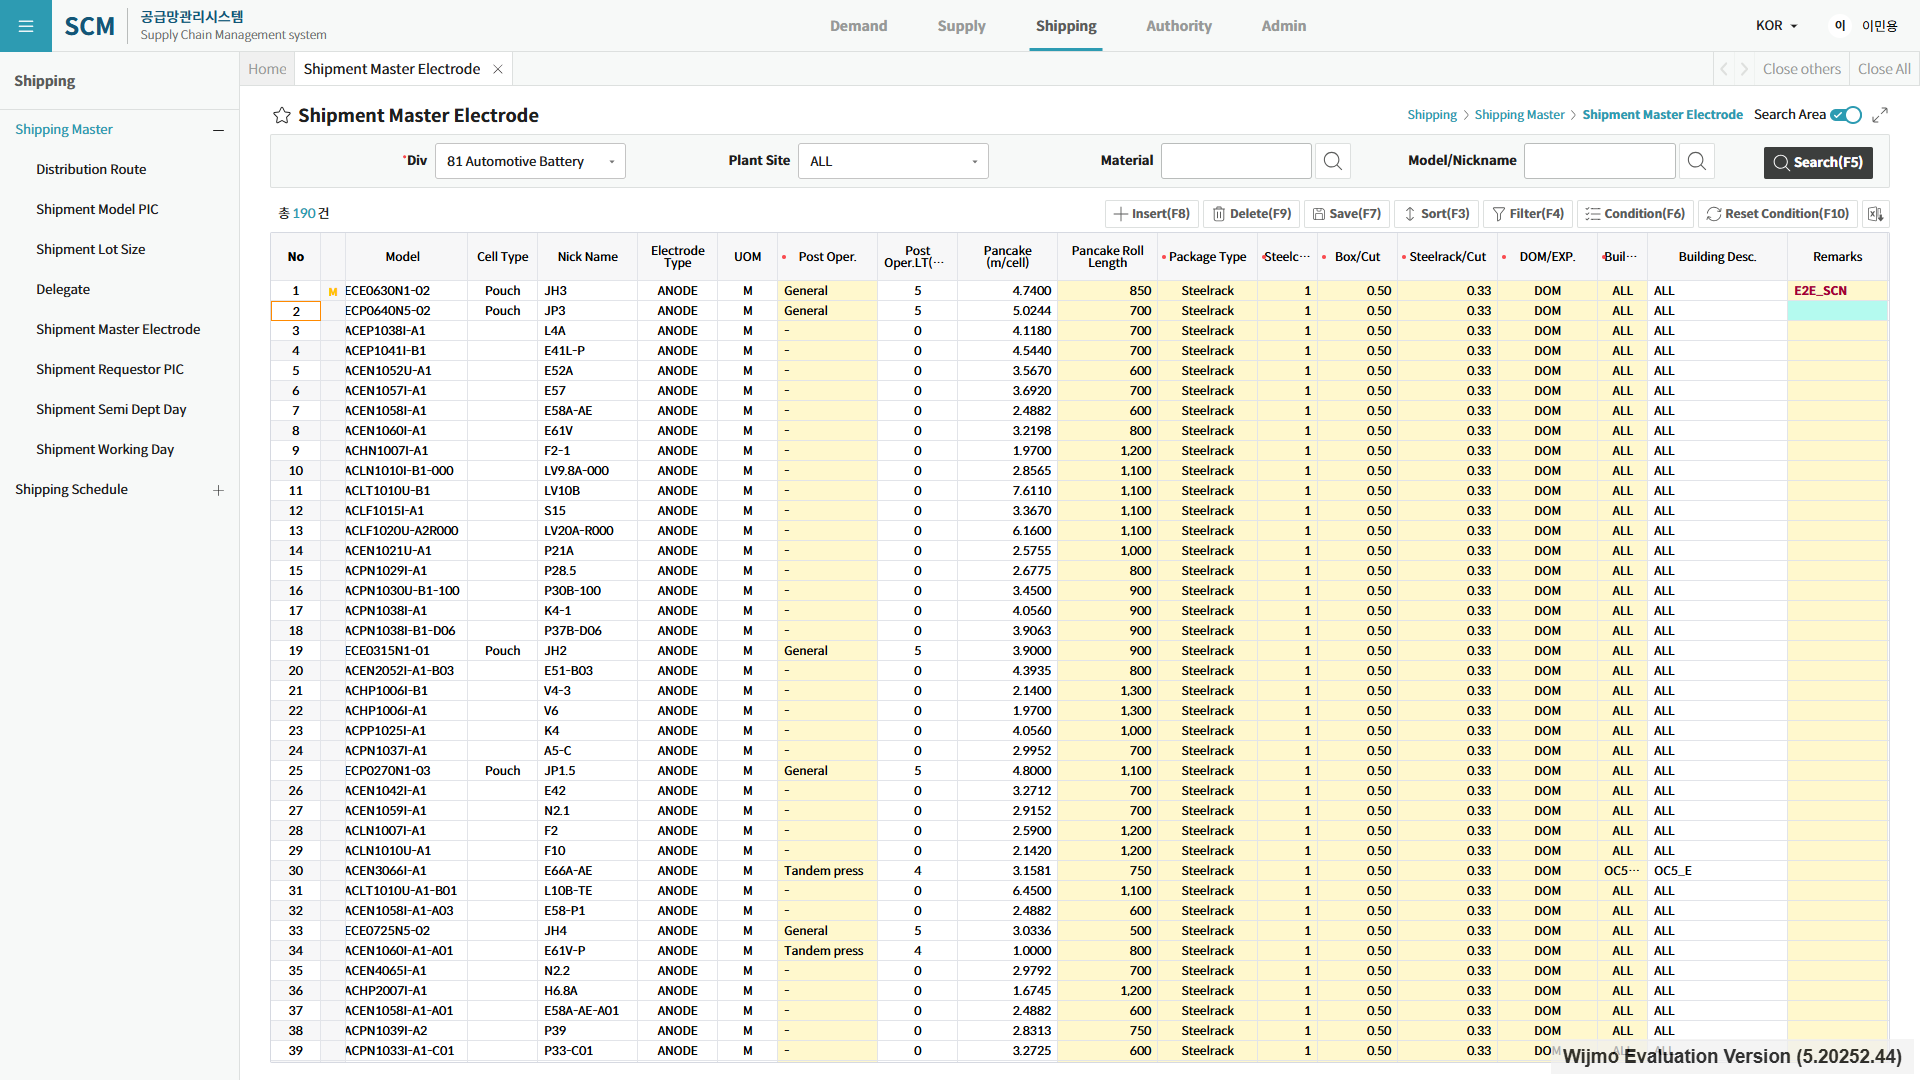 SCM 공급망관리시스템 Supply Chain Management system
Demand Supply Shipping Authority Admin
KOR 이 이민용
Shipping
Shipping Master
Distribution Route
Shipment Model PIC
Shipment Lot Size
Delegate
Shipment Master Electrode
Shipment Requestor PIC
Shipment Semi Dept Day
Shipment Working Day
Shipping Schedule
Home Shipment Master Electrode
Close others Close All
Shipment Master Electrode
Shipping > Shipping Master > Shipment Master Electrode Search Area
*Div 81 Automotive Battery Plant Site ALL Material Model/Nickname Search(F5)
총 190 건
Insert(F8) Delete(F9) Save(F7) Sort(F3) Filter(F4) Condition(F6) Reset Condition(F10)
No Model Cell Type Nick Name Electrode Type UOM Post Oper. Post Oper.LT(··· Pancake (m/cell) Pancake Roll Length Package Type Steelc··· Box/Cut Steelrack/Cut DOM/EXP. Buil··· Building Desc. Remarks
1 M ECE0630N1-02 Pouch JH3 ANODE M General 5 4.7400 850 Steelrack 1 0.50 0.33 DOM ALL ALL E2E_SCN
2 ECP0640N5-02 Pouch JP3 ANODE M General 5 5.0244 700 Steelrack 1 0.50 0.33 DOM ALL ALL
3 ACEP1038I-A1 L4A ANODE M - 0 4.1180 700 Steelrack 1 0.50 0.33 DOM ALL ALL
4 ACEP1041I-B1 E41L-P ANODE M - 0 4.5440 700 Steelrack 1 0.50 0.33 DOM ALL ALL
5 ACEN1052U-A1 E52A ANODE M - 0 3.5670 600 Steelrack 1 0.50 0.33 DOM ALL ALL
6 ACEN1057I-A1 E57 ANODE M - 0 3.6920 700 Steelrack 1 0.50 0.33 DOM ALL ALL
7 ACEN1058I-A1 E58A-AE ANODE M - 0 2.4882 600 Steelrack 1 0.50 0.33 DOM ALL ALL
8 ACEN1060I-A1 E61V ANODE M - 0 3.2198 800 Steelrack 1 0.50 0.33 DOM ALL ALL
9 ACHN1007I-A1 F2-1 ANODE M - 0 1.9700 1,200 Steelrack 1 0.50 0.33 DOM ALL ALL
10 ACLN1010I-B1-000 LV9.8A-000 ANODE M - 0 2.8565 1,100 Steelrack 1 0.50 0.33 DOM ALL ALL
11 ACLT1010U-B1 LV10B ANODE M - 0 7.6110 1,100 Steelrack 1 0.50 0.33 DOM ALL ALL
12 ACLF1015I-A1 S15 ANODE M - 0 3.3670 1,100 Steelrack 1 0.50 0.33 DOM ALL ALL
13 ACLF1020U-A2R000 LV20A-R000 ANODE M - 0 6.1600 1,100 Steelrack 1 0.50 0.33 DOM ALL ALL
14 ACEN1021U-A1 P21A ANODE M - 0 2.5755 1,000 Steelrack 1 0.50 0.33 DOM ALL ALL
15 ACPN1029I-A1 P28.5 ANODE M - 0 2.6775 800 Steelrack 1 0.50 0.33 DOM ALL ALL
16 ACPN1030U-B1-100 P30B-100 ANODE M - 0 3.4500 900 Steelrack 1 0.50 0.33 DOM ALL ALL
17 ACPN1038I-A1 K4-1 ANODE M - 0 4.0560 900 Steelrack 1 0.50 0.33 DOM ALL ALL
18 ACPN1038I-B1-D06 P37B-D06 ANODE M - 0 3.9063 900 Steelrack 1 0.50 0.33 DOM ALL ALL
19 ECE0315N1-01 Pouch JH2 ANODE M General 5 3.9000 900 Steelrack 1 0.50 0.33 DOM ALL ALL
20 ACEN2052I-A1-B03 E51-B03 ANODE M - 0 4.3935 800 Steelrack 1 0.50 0.33 DOM ALL ALL
21 ACHP1006I-B1 V4-3 ANODE M - 0 2.1400 1,300 Steelrack 1 0.50 0.33 DOM ALL ALL
22 ACHP1006I-A1 V6 ANODE M - 0 1.9700 1,300 Steelrack 1 0.50 0.33 DOM ALL ALL
23 ACPP1025I-A1 K4 ANODE M - 0 4.0560 1,000 Steelrack 1 0.50 0.33 DOM ALL ALL
24 ACPN1037I-A1 A5-C ANODE M - 0 2.9952 700 Steelrack 1 0.50 0.33 DOM ALL ALL
25 ECP0270N1-03 Pouch JP1.5 ANODE M General 5 4.8000 1,100 Steelrack 1 0.50 0.33 DOM ALL ALL
26 ACEN1042I-A1 E42 ANODE M - 0 3.2712 700 Steelrack 1 0.50 0.33 DOM ALL ALL
27 ACEN1059I-A1 N2.1 ANODE M - 0 2.9152 700 Steelrack 1 0.50 0.33 DOM ALL ALL
28 ACLN1007I-A1 F2 ANODE M - 0 2.5900 1,200 Steelrack 1 0.50 0.33 DOM ALL ALL
29 ACLN1010U-A1 F10 ANODE M - 0 2.1420 1,200 Steelrack 1 0.50 0.33 DOM ALL ALL
30 ACEN3066I-A1 E66A-AE ANODE M Tandem press 4 3.1581 750 Steelrack 1 0.50 0.33 DOM OC5··· OC5_E
31 ACLT1010U-A1-B01 L10B-TE ANODE M - 0 6.4500 1,100 Steelrack 1 0.50 0.33 DOM ALL ALL
32 ACEN1058I-A1-A03 E58-P1 ANODE M - 0 2.4882 600 Steelrack 1 0.50 0.33 DOM ALL ALL
33 ECE0725N5-02 JH4 ANODE M General 5 3.0336 500 Steelrack 1 0.50 0.33 DOM ALL ALL
34 ACEN1060I-A1-A01 E61V-P ANODE M Tandem press 4 1.0000 800 Steelrack 1 0.50 0.33 DOM ALL ALL
35 ACEN4065I-A1 N2.2 ANODE M - 0 2.9792 700 Steelrack 1 0.50 0.33 DOM ALL ALL
36 ACHP2007I-A1 H6.8A ANODE M - 0 1.6745 1,200 Steelrack 1 0.50 0.33 DOM ALL ALL
37 ACEN1058I-A1-A01 E58A-AE-A01 ANODE M - 0 2.4882 600 Steelrack 1 0.50 0.33 DOM ALL ALL
38 ACPN1039I-A2 P39 ANODE M - 0 2.8313 750 Steelrack 1 0.50 0.33 DOM ALL ALL
39 ACPN1033I-A1-C01 P33-C01 ANODE M - 0 3.2725 600 Steelrack 1 0.50 0.33 DOM ALL ALL
Wijmo Evaluation Version (5.20252.44)